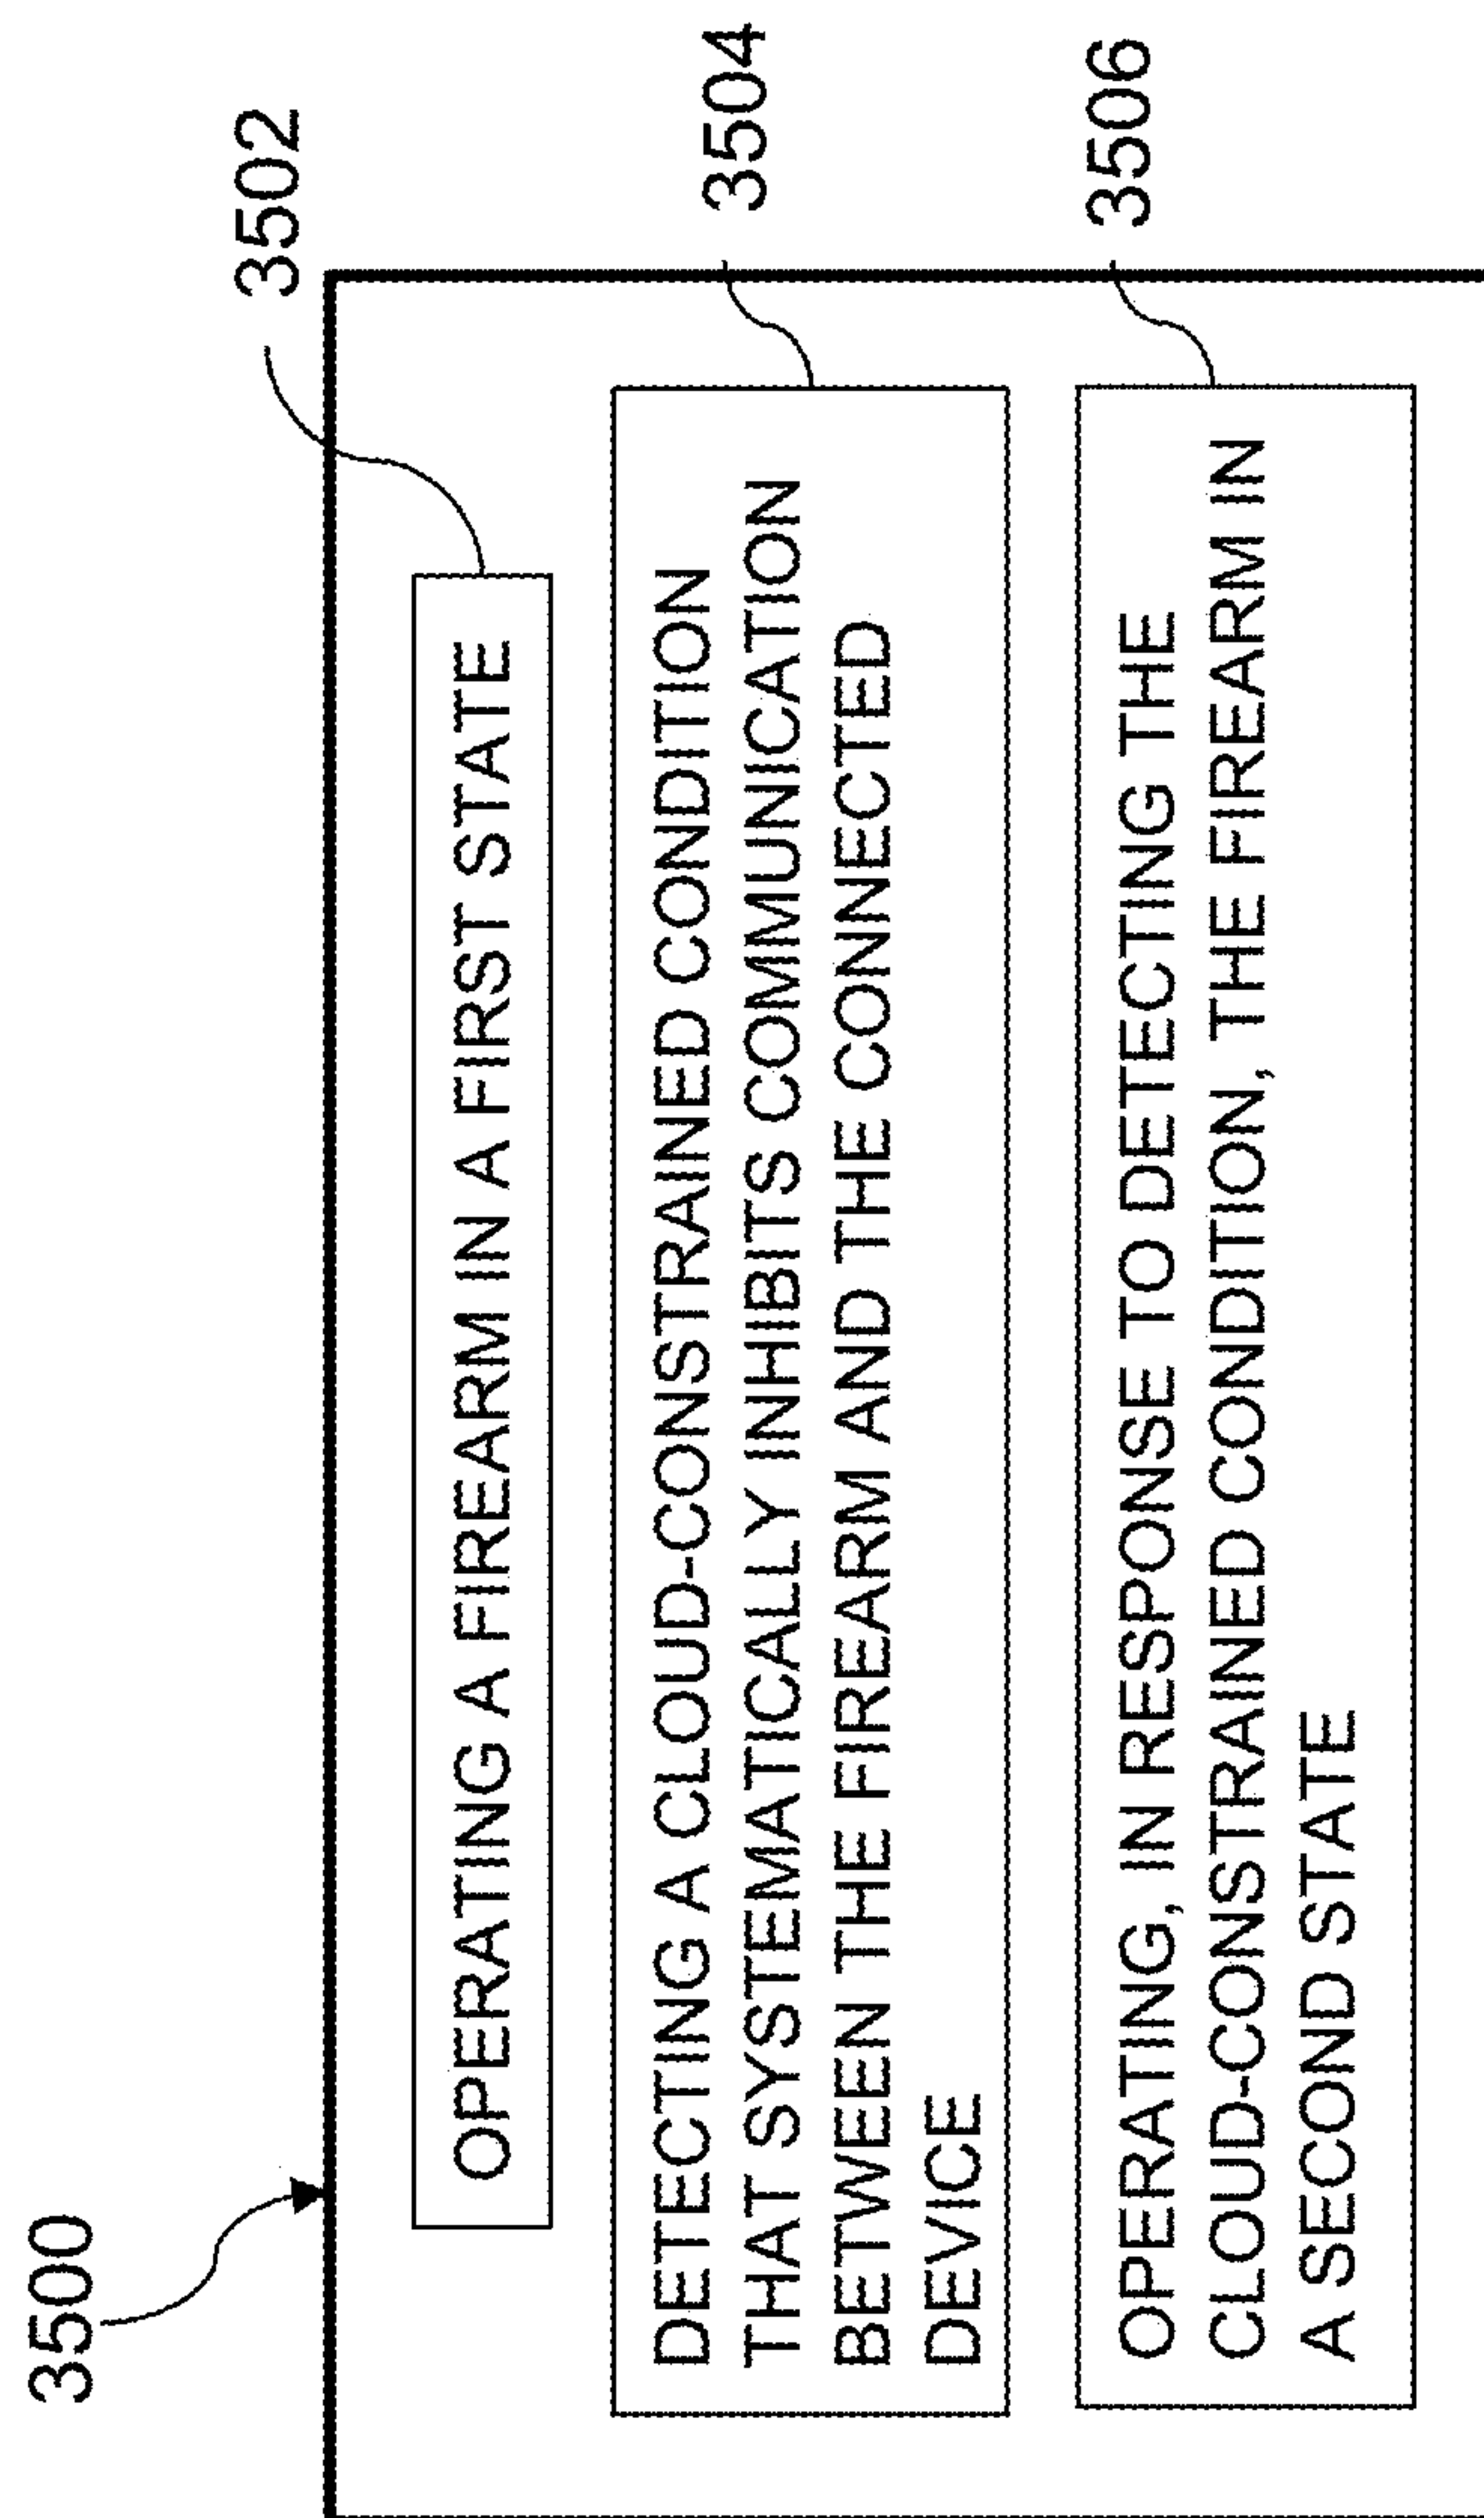 3500
3502
OPERATING A FIREARM IN A FIRST STATE
3504
DETECTING A CLOUD-CONSTRAINED CONDITION
THAT SYSTEMATICALLY INHIBITS COMMUNICATION
BETWEEN THE FIREARM AND THE CONNECTED
DEVICE
3506
OPERATING, IN RESPONSE TO DETECTING THE
CLOUD-CONSTRAINED CONDITION, THE FIREARM IN
A SECOND STATE